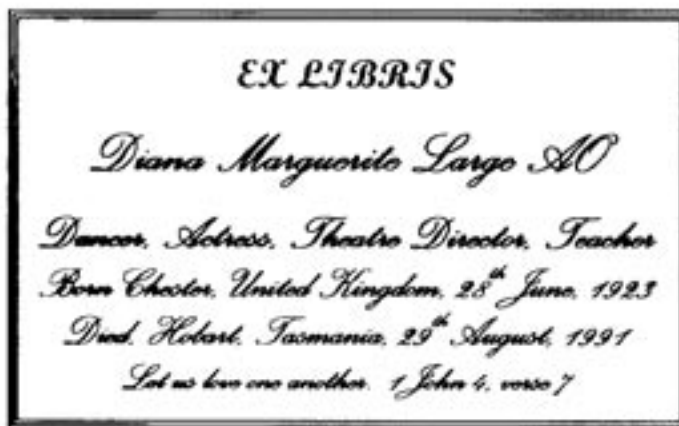 EX LIBRIS
Diana Marguerite Large AO
Dancer, Actress, Theatre Director, Teacher
Born Chester, United Kingdom, 28th June, 1923
Died, Hobart, Tasmania, 29th August, 1991
Let us love one another. 1 John 4, verse 7